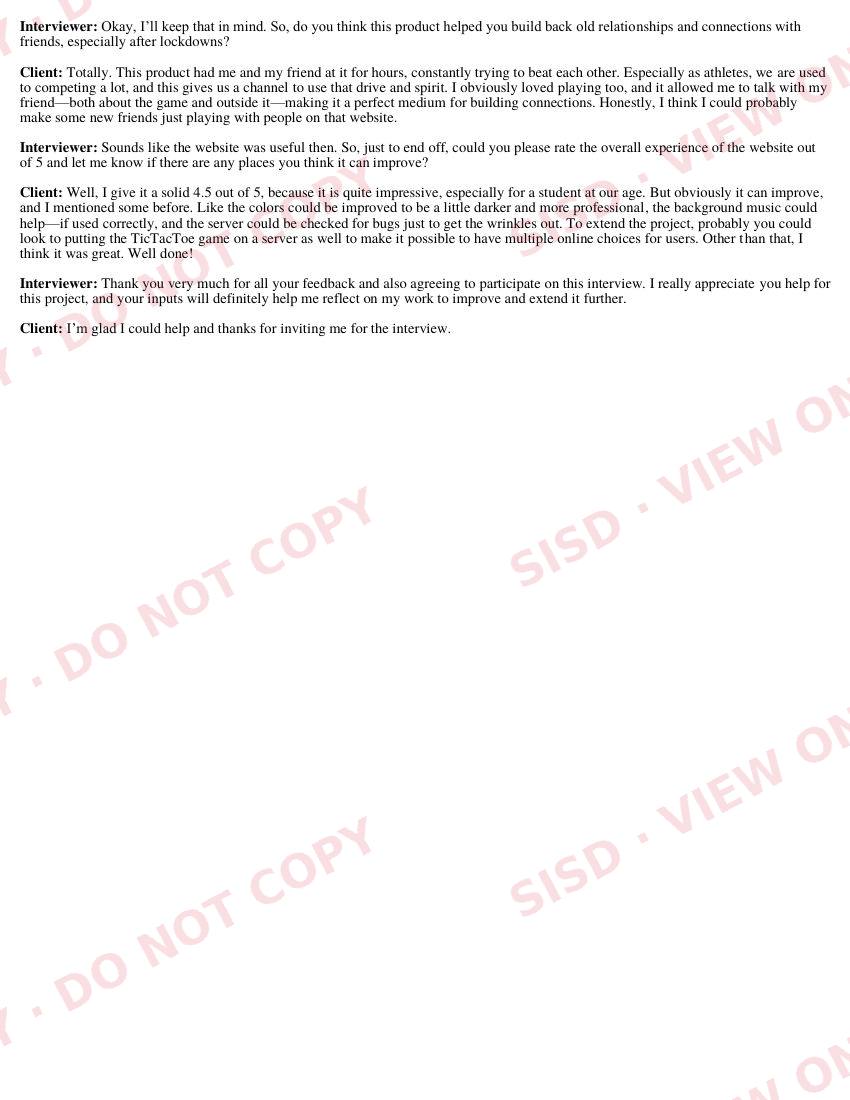 Interviewer: Okay, I’ll keep that in mind. So, do you think this product helped you build back old relationships and connections with
friends, especially after lockdowns?
Client: Totally. This product had me and my friend at it for hours, constantly trying to beat each other. Especially as athletes, we are used
to competing a lot, and this gives us a channel to use that drive and spirit. I obviously loved playing too, and it allowed me to talk with my
friend—both about the game and outside it—making it a perfect medium for building connections. Honestly, I think I could probably
make some new friends just playing with people on that website.
Interviewer: Sounds like the website was useful then. So, just to end off, could you please rate the overall experience of the website out
of 5 and let me know if there are any places you think it can improve?
Client: Well, I give it a solid 4.5 out of 5, because it is quite impressive, especially for a student at our age. But obviously it can improve,
and I mentioned some before. Like the colors could be improved to be a little darker and more professional, the background music could
help—if used correctly, and the server could be checked for bugs just to get the wrinkles out. To extend the project, probably you could
look to putting the TicTacToe game on a server as well to make it possible to have multiple online choices for users. Other than that, I
think it was great. Well done!
Interviewer: Thank you very much for all your feedback and also agreeing to participate on this interview. I really appreciate you help for
this project, and your inputs will definitely help me reflect on my work to improve and extend it further.
Client: I’m glad I could help and thanks for inviting me for the interview.
Y · DO NOT COPY
SISD · VIEW ON
Y · DO NOT COPY
SISD · VIEW ON
Y · DO NOT COPY
SISD · VIEW ON
W ON